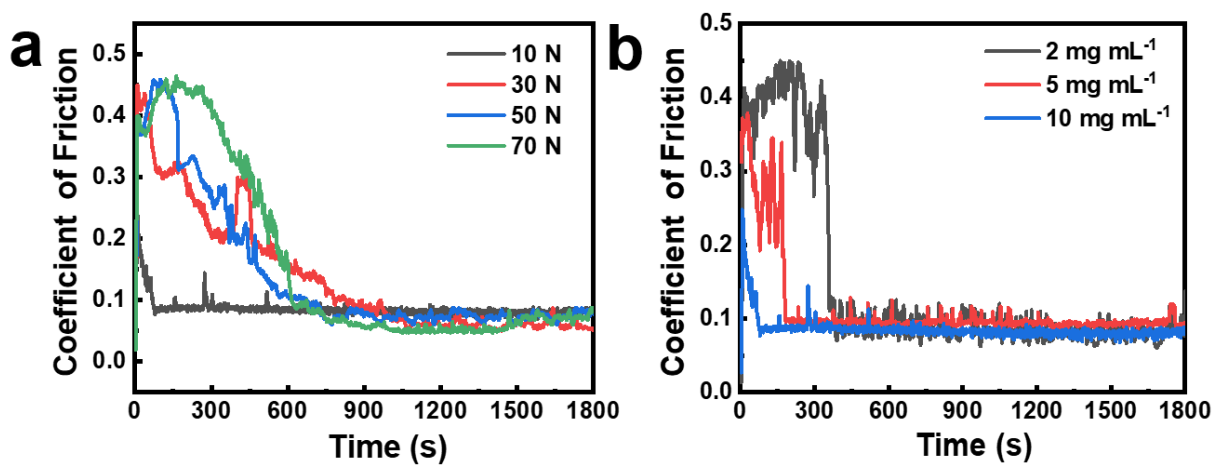 a
Coefficient of Friction
0.5
0.4
0.3
0.2
0.1
0.0
10 N
30 N
50 N
70 N
0 300 600 900 1200 1500 1800
Time (s)
b
Coefficient of Friction
0.5
0.4
0.3
0.2
0.1
0.0
2 mg mL⁻¹
5 mg mL⁻¹
10 mg mL⁻¹
0 300 600 900 1200 1500 1800
Time (s)